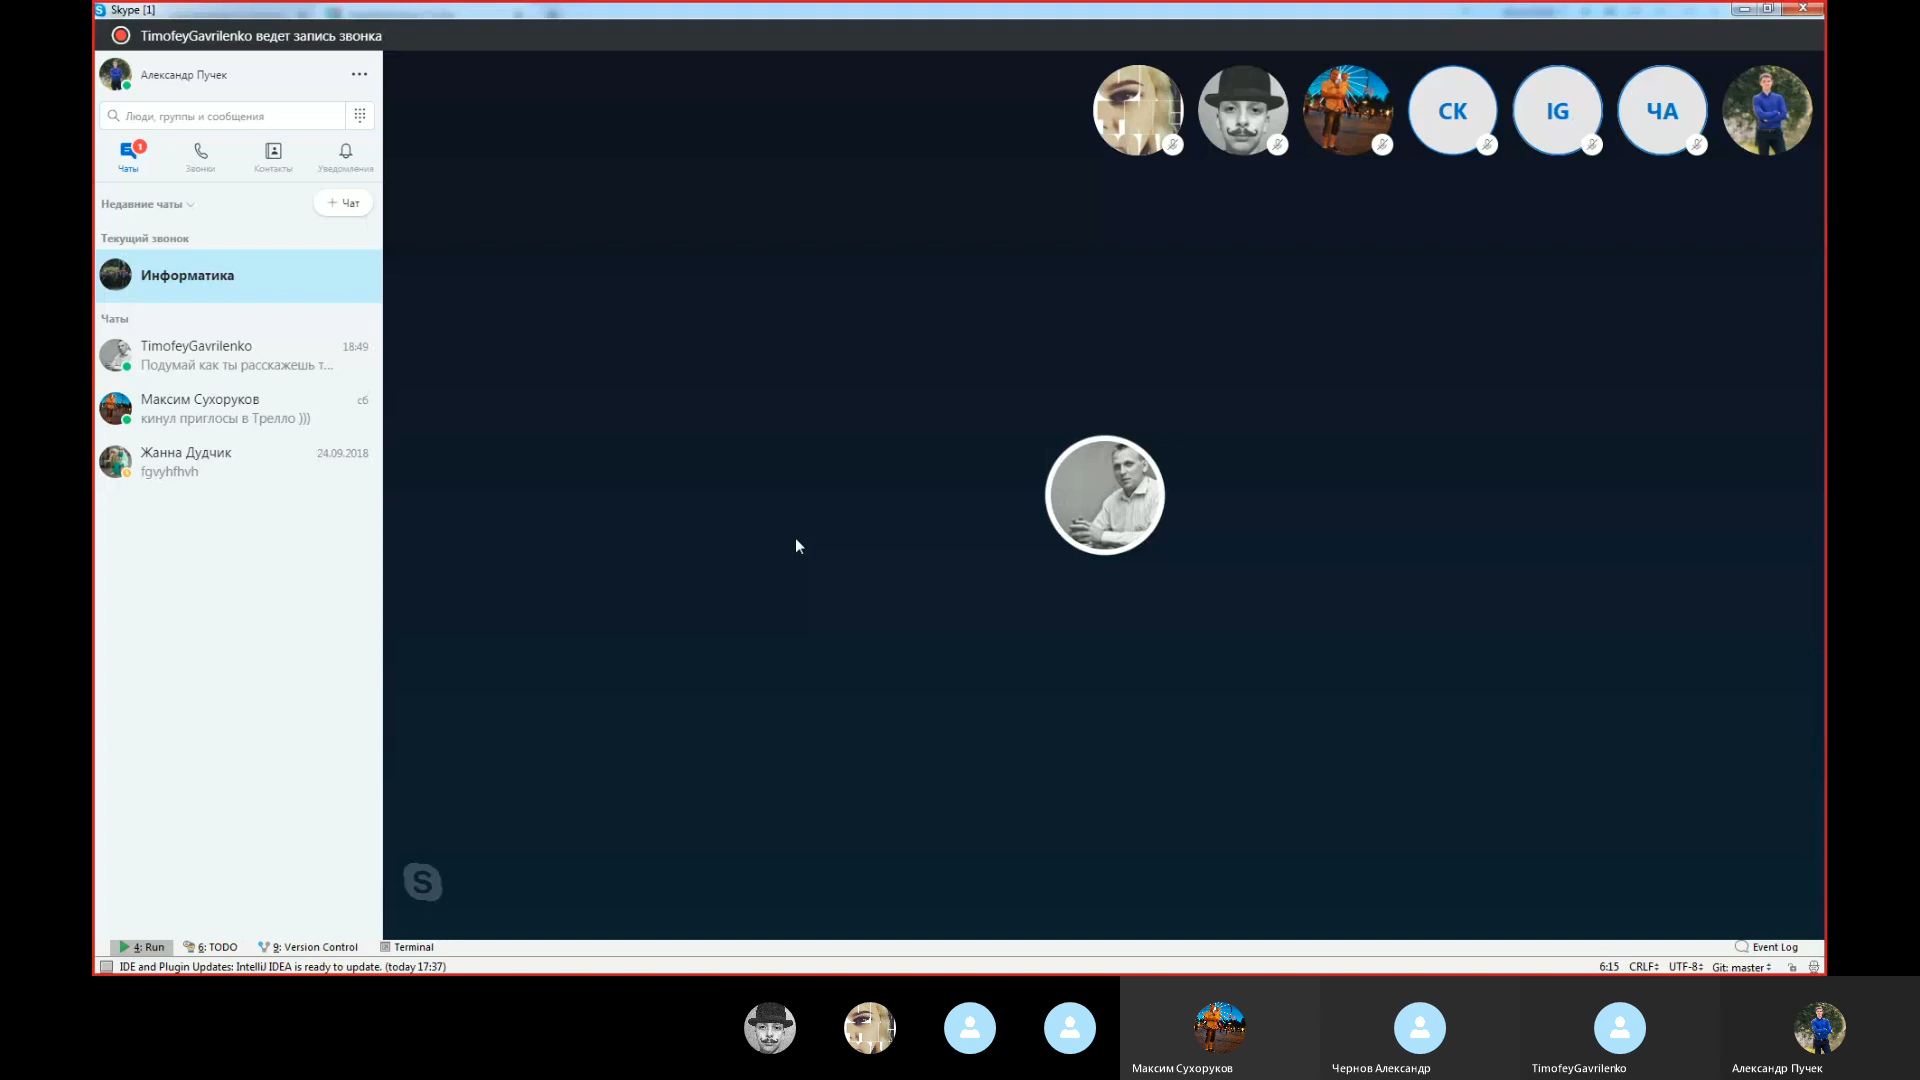 Skype [1]
TimofeyGavrilenko ведет запись звонка
Александр Пучек
Люди, группы и сообщения
1
Чаты
Звонки
Контакты
Уведомления
Недавние чаты
+ Чат
Текущий звонок
Информатика
Чаты
TimofeyGavrilenko 18:49
Подумай как ты расскажешь т...
Максим Сухоруков сб
кинул приглосы в Трелло )))
Жанна Дудчик 24.09.2018
fgvyhfhvh
СК
IG
ЧА
S
4: Run 6: TODO 9: Version Control Terminal Event Log
IDE and Plugin Updates: IntelliJ IDEA is ready to update. (today 17:37) 6:15 CRLF UTF-8 Git: master
Максим Сухоруков
Чернов Александр
TimofeyGavrilenko
Александр Пучек